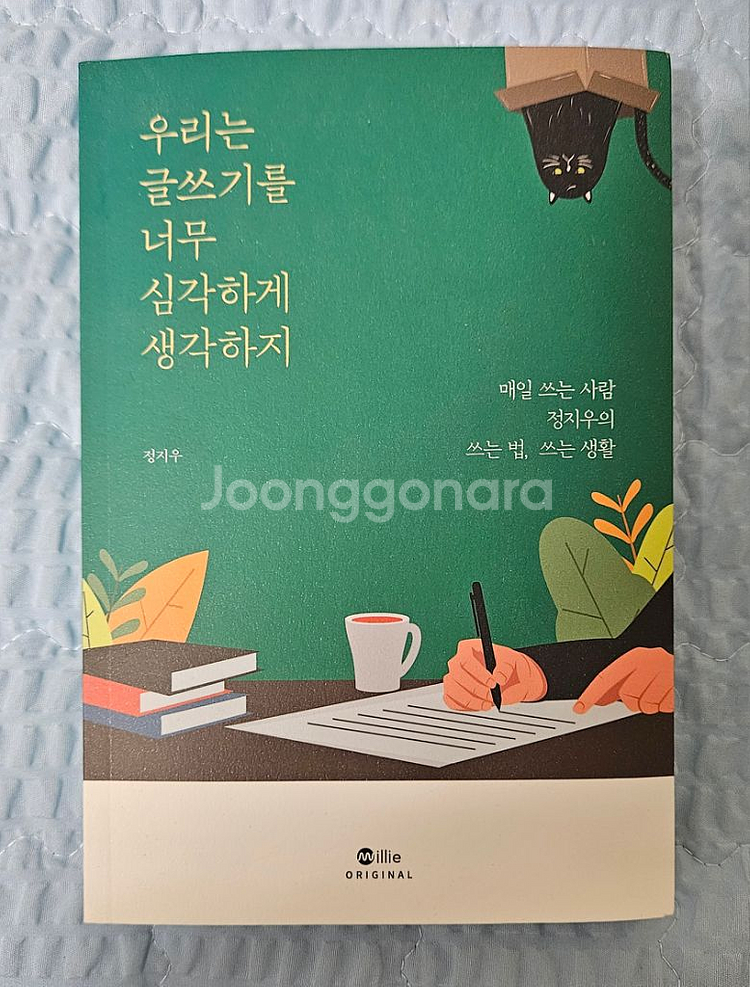 우리는
글쓰기를
너무
심각하게
생각하지
매일 쓰는 사람
정지우의
쓰는 법, 쓰는 생활
정지우
Joonggonara
millie
ORIGINAL